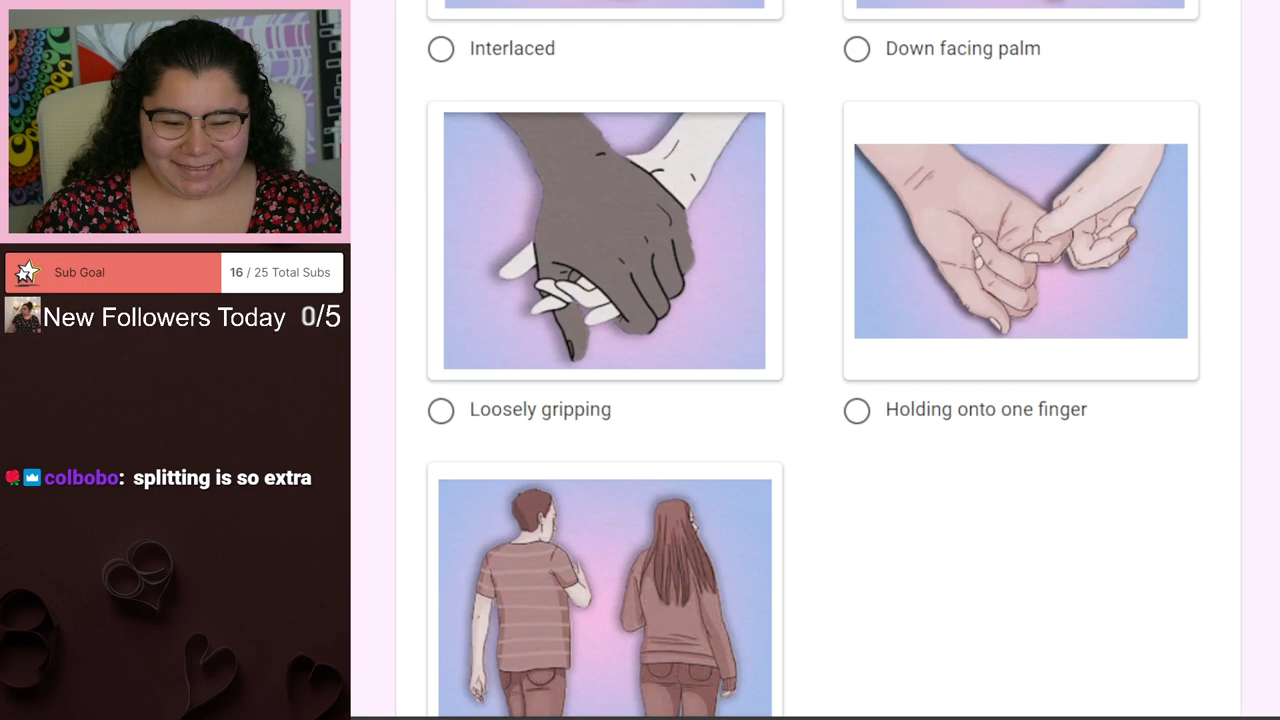 Interlaced
Down facing palm
Sub Goal
16 / 25 Total Subs
New Followers Today 0/5
Loosely gripping
Holding onto one finger
colbobo: splitting is so extra